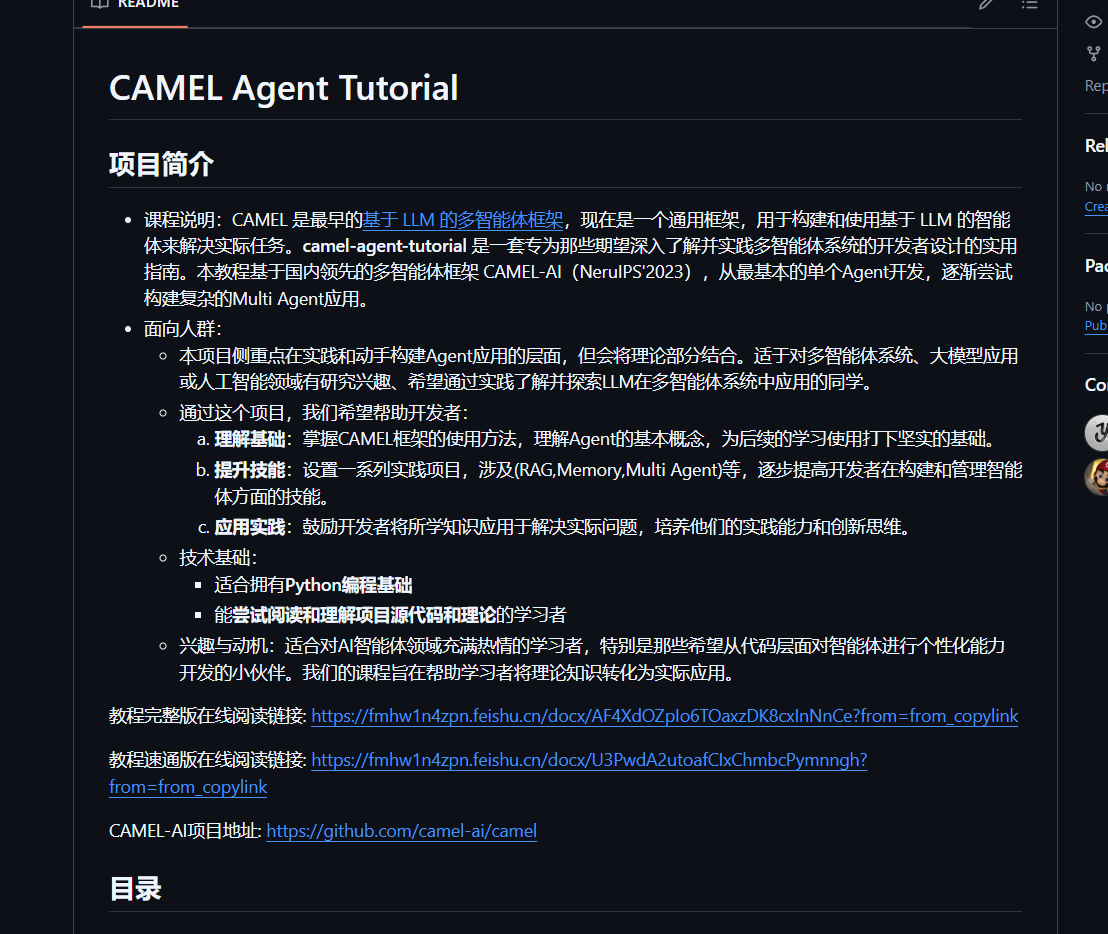 README
CAMEL Agent Tutorial
项目简介
课程说明：CAMEL 是最早的基于 LLM 的多智能体框架，现在是一个通用框架，用于构建和使用基于 LLM 的智能
体来解决实际任务。camel-agent-tutorial 是一套专为那些期望深入了解并实践多智能体系统的开发者设计的实用
指南。本教程基于国内领先的多智能体框架 CAMEL-AI（NeruIPS'2023），从最基本的单个Agent开发，逐渐尝试
构建复杂的Multi Agent应用。
面向人群：
本项目侧重点在实践和动手构建Agent应用的层面，但会将理论部分结合。适于对多智能体系统、大模型应用
或人工智能领域有研究兴趣、希望通过实践了解并探索LLM在多智能体系统中应用的同学。
通过这个项目，我们希望帮助开发者：
a. 理解基础：掌握CAMEL框架的使用方法，理解Agent的基本概念，为后续的学习使用打下坚实的基础。
b. 提升技能：设置一系列实践项目，涉及(RAG,Memory,Multi Agent)等，逐步提高开发者在构建和管理智能
体方面的技能。
c. 应用实践：鼓励开发者将所学知识应用于解决实际问题，培养他们的实践能力和创新思维。
技术基础：
适合拥有Python编程基础
能尝试阅读和理解项目源代码和理论的学习者
兴趣与动机：适合对AI智能体领域充满热情的学习者，特别是那些希望从代码层面对智能体进行个性化能力
开发的小伙伴。我们的课程旨在帮助学习者将理论知识转化为实际应用。
教程完整版在线阅读链接: https://fmhw1n4zpn.feishu.cn/docx/AF4XdOZpIo6TOaxzDK8cxInNnCe?from=from_copylink
教程速通版在线阅读链接: https://fmhw1n4zpn.feishu.cn/docx/U3PwdA2utoafCIxChmbcPymnngh?
from=from_copylink
CAMEL-AI项目地址: https://github.com/camel-ai/camel
目录
Rep
Rel
No
Crea
Pac
No
Pub
Co